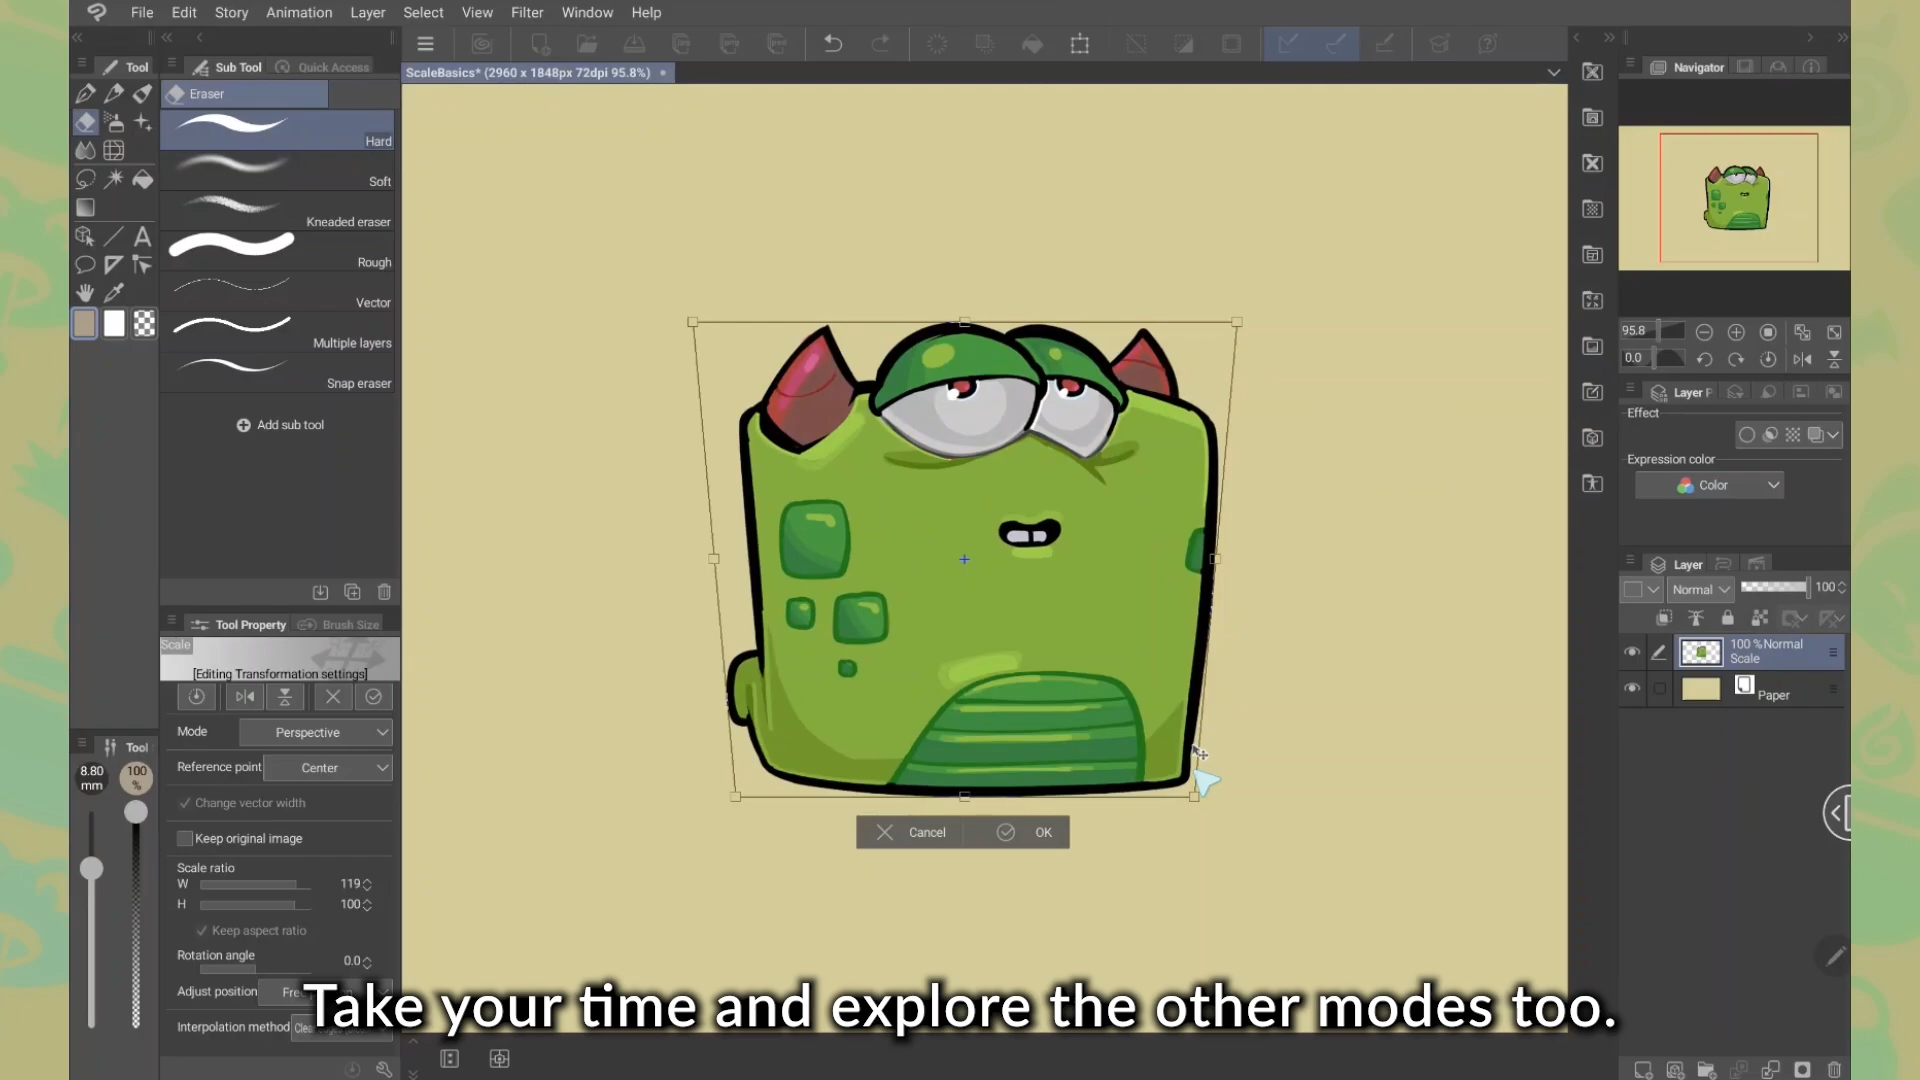 File Edit Story Animation Layer Select View Filter Window Help
Tool
Sub Tool
Quick Access
ScaleBasics* (2960 x 1848px 72dpi 95.8%)
Navigator
Eraser
Hard
Soft
Kneaded eraser
Rough
Vector
Multiple layers
Snap eraser
Add sub tool
Tool Property
Brush Size
Scale
[Editing Transformation settings]
Mode
Perspective
Reference point
Center
Change vector width
Keep original image
Scale ratio
W 119
H 100
Keep aspect ratio
Rotation angle 0.0
Adjust position
Interpolation method
Tool
8.80
mm
100
%
Cancel
OK
95.8
0.0
Layer P
Effect
Expression color
Color
Layer
Normal
100
100 %Normal
Scale
Paper
Take your time and explore the other modes too.